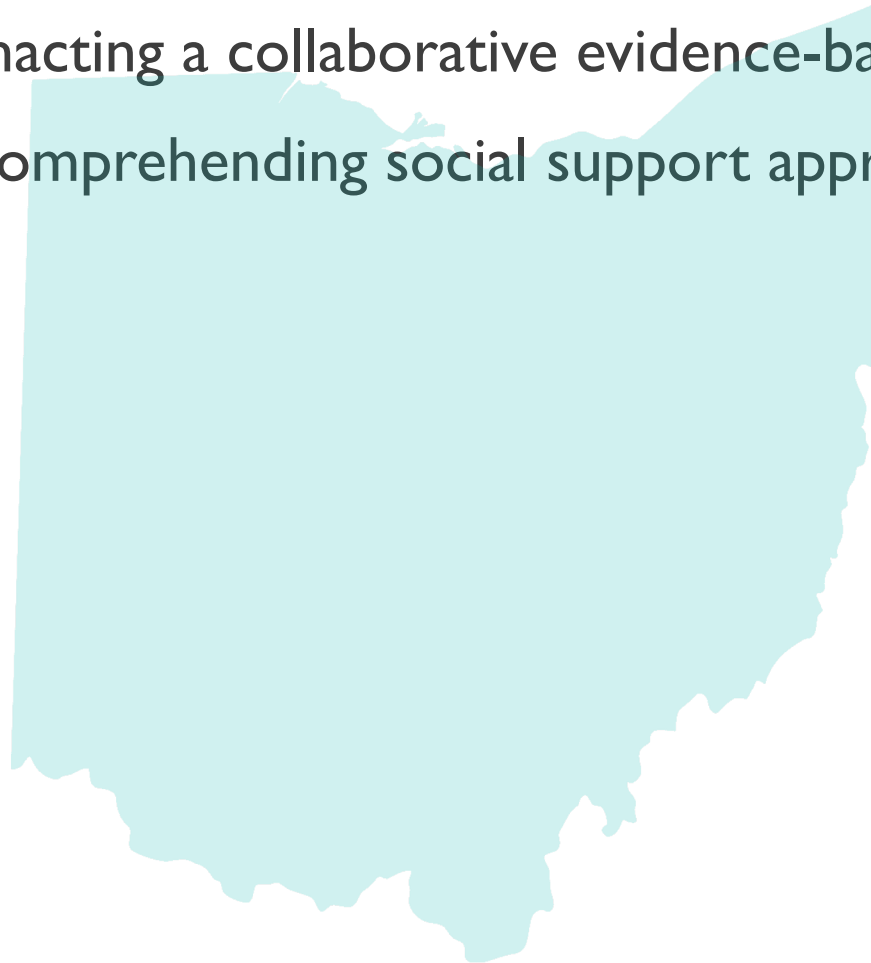 nacting a collaborative evidence-ba
omprehending social support appr